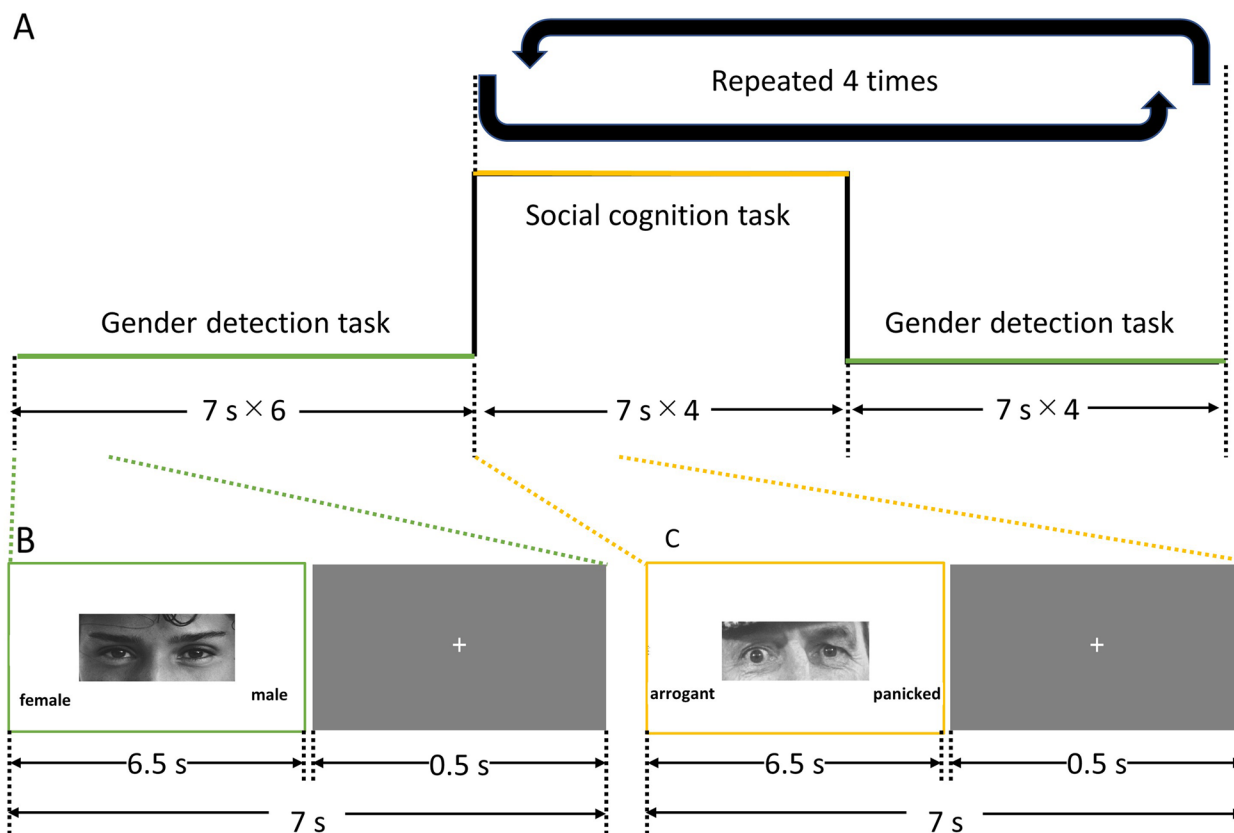 A
Repeated 4 times
Social cognition task
Gender detection task
Gender detection task
7 s × 6
7 s × 4
7 s × 4
B
C
female
male
arrogant
panicked
6.5 s
0.5 s
6.5 s
0.5 s
7 s
7 s